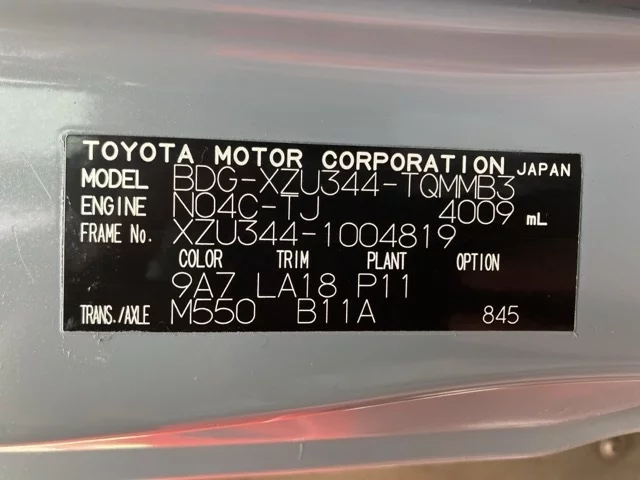 TOYOTA MOTOR CORPORATION JAPAN
MODEL BDG-XZU344-TQMMB3
ENGINE N04C-TJ 4009 mL
FRAME No. XZU344-1004819
COLOR TRIM PLANT OPTION
9A7 LA18 P11
TRANS./AXLE M550 B11A 845